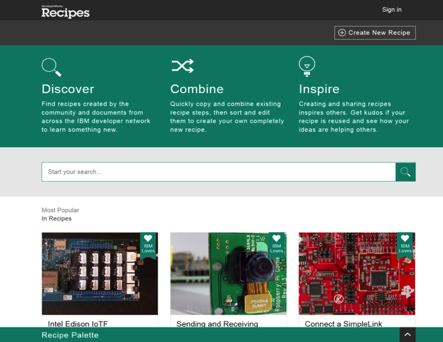 developerWorks
Recipes
Sign in
Create New Recipe
Discover
Find recipes created by the
community and documents from
across the IBM developer network
to learn something new.
Combine
Quickly copy and combine existing
recipe steps, then sort and edit
them to create your own completely
new recipe.
Inspire
Creating and sharing recipes
inspires others. Get kudos if your
recipe is reused and see how your
ideas are helping others.
Start your search...
Most Popular
In Recipes
IBM
Loves
IBM
Loves
IBM
Loves
Intel Edison IoTF
Sending and Receiving
Connect a SimpleLink
Recipe Palette